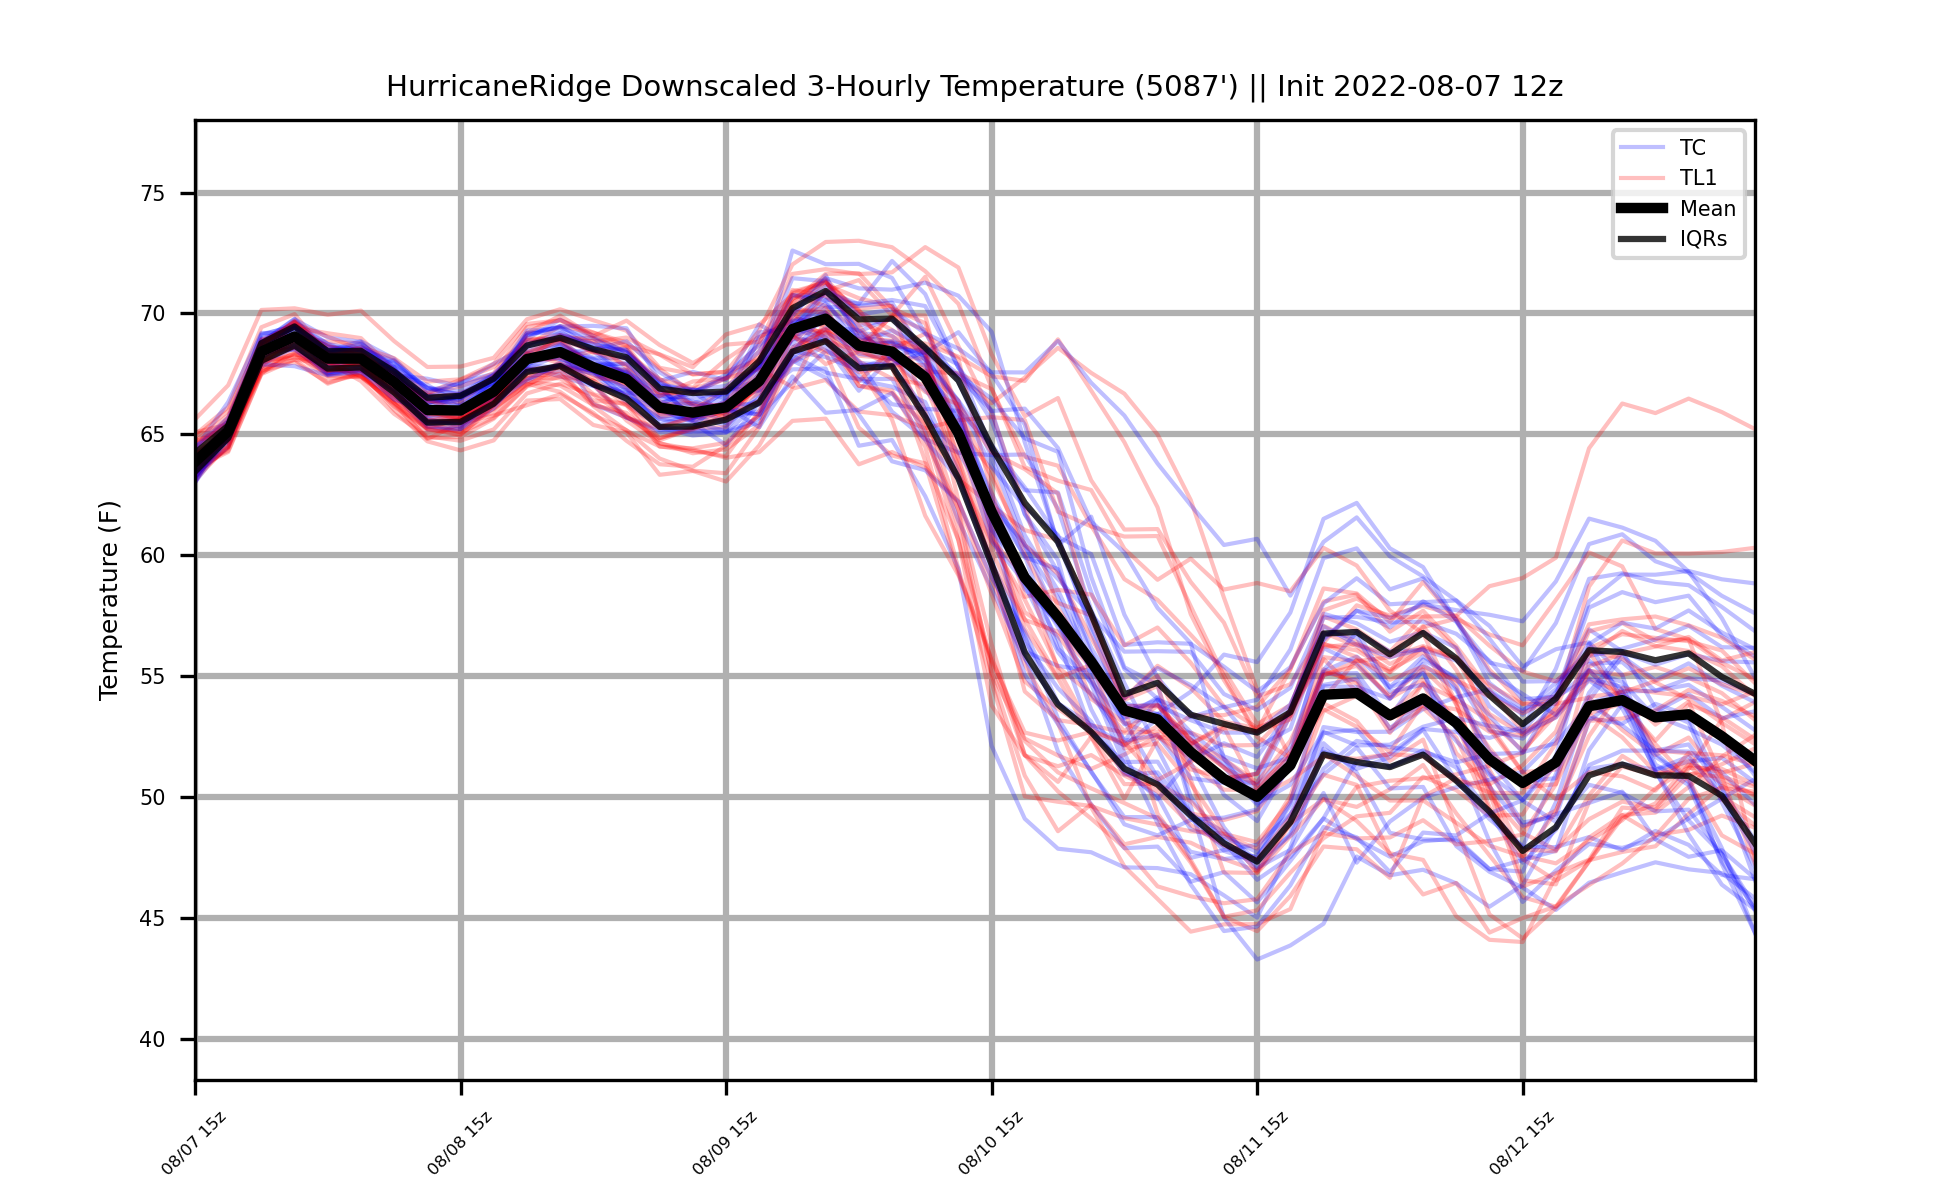 HurricaneRidge Downscaled 3-Hourly Temperature (5087') || Init 2022-08-07 12z
TC
TL1
Mean
IQRs
Temperature (F)
75
70
65
60
55
50
45
40
08/07 15z
08/08 15z
08/09 15z
08/10 15z
08/11 15z
08/12 15z